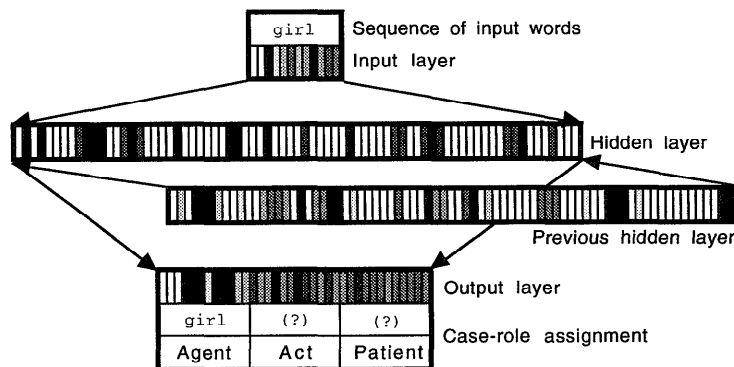 girl
Sequence of input words
Input layer
Hidden layer
Previous hidden layer
Output layer
girl (?) (?)
Case-role assignment
Agent Act Patient